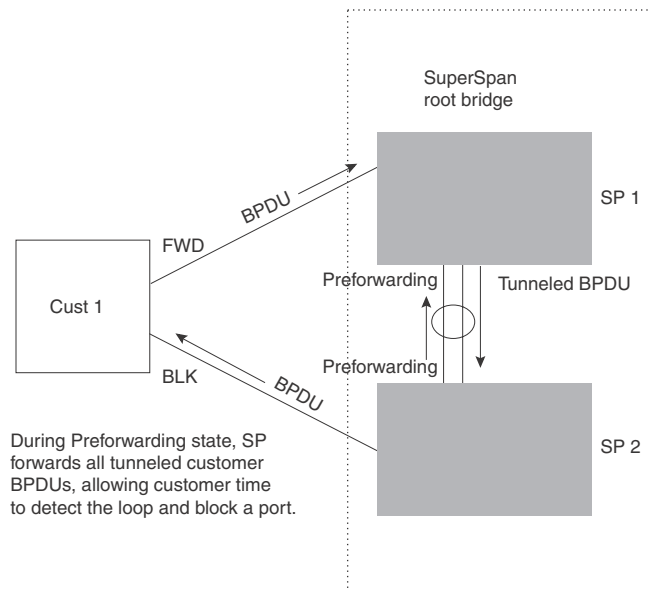 SuperSpan
root bridge
SP 1
BPDU
FWD
Cust 1
Preforwarding
Tunneled BPDU
Preforwarding
BLK
BPDU
SP 2
During Preforwarding state, SP
forwards all tunneled customer
BPDUs, allowing customer time
to detect the loop and block a port.